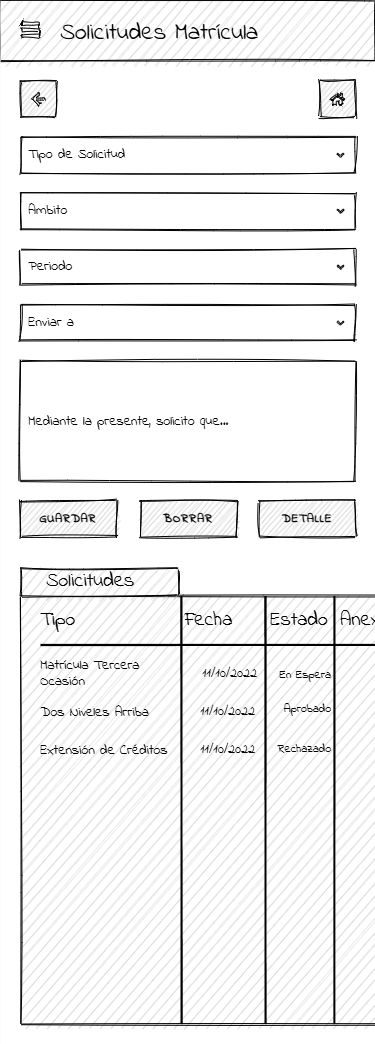 Solicitudes Matrícula
Tipo de Solicitud
Ámbito
Periodo
Enviar a
Mediante la presente, solicito que...
GUARDAR BORRAR DETALLE
Solicitudes
Tipo Fecha Estado Anex
Matrícula Tercera
Ocasión 11/10/2022 En Espera
Dos Niveles Arriba 11/10/2022 Aprobado
Extensión de Créditos 11/10/2022 Rechazado